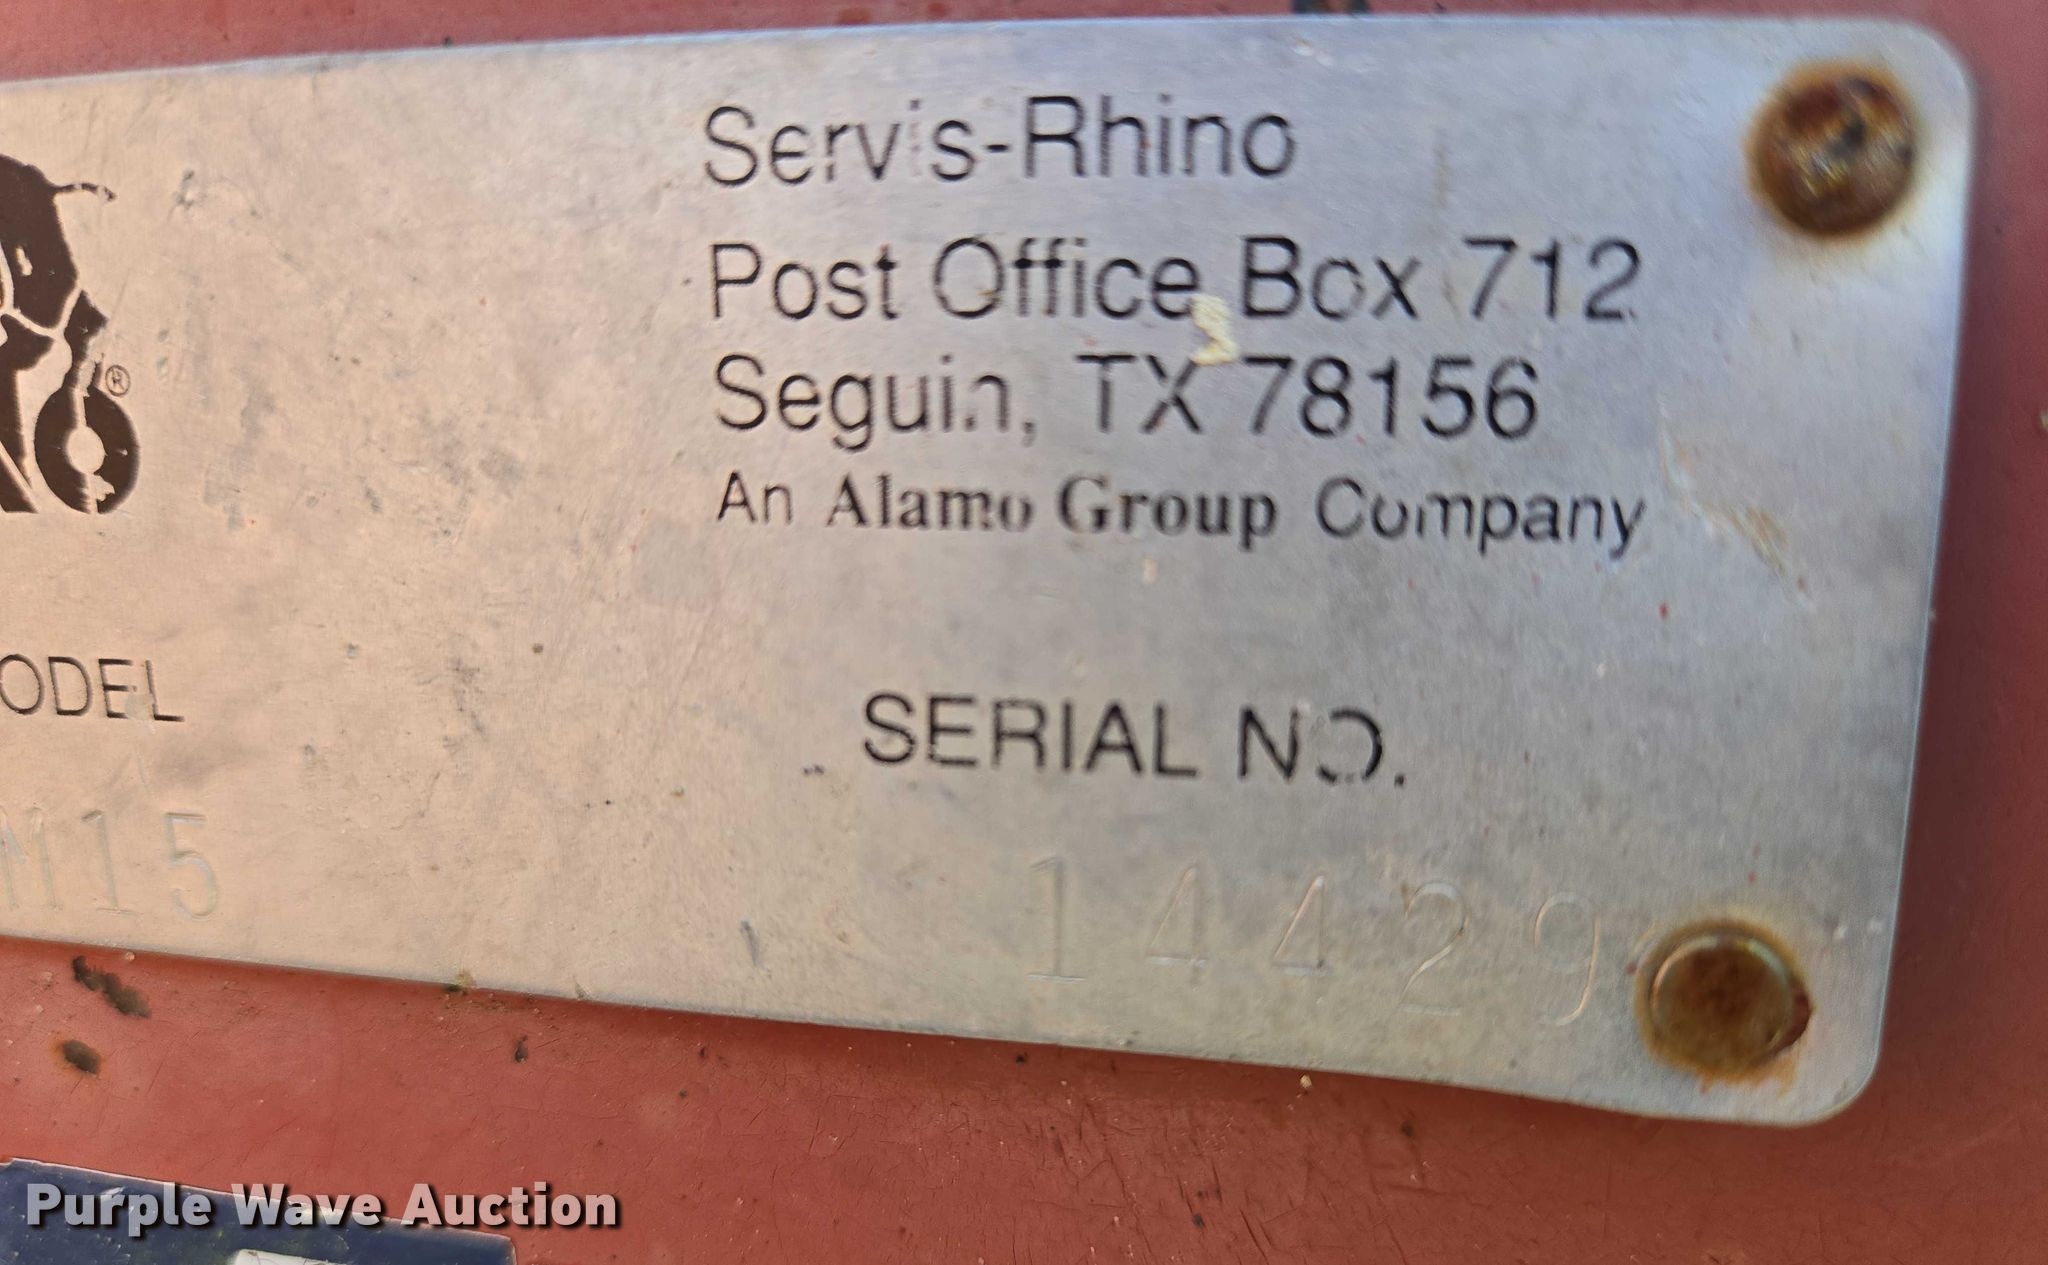 Servis-Rhino
Post Office Box 712
Seguin, TX 78156
An Alamo Group Company
®
ODEL
SERIAL NO.
M15
14429
Purple Wave Auction